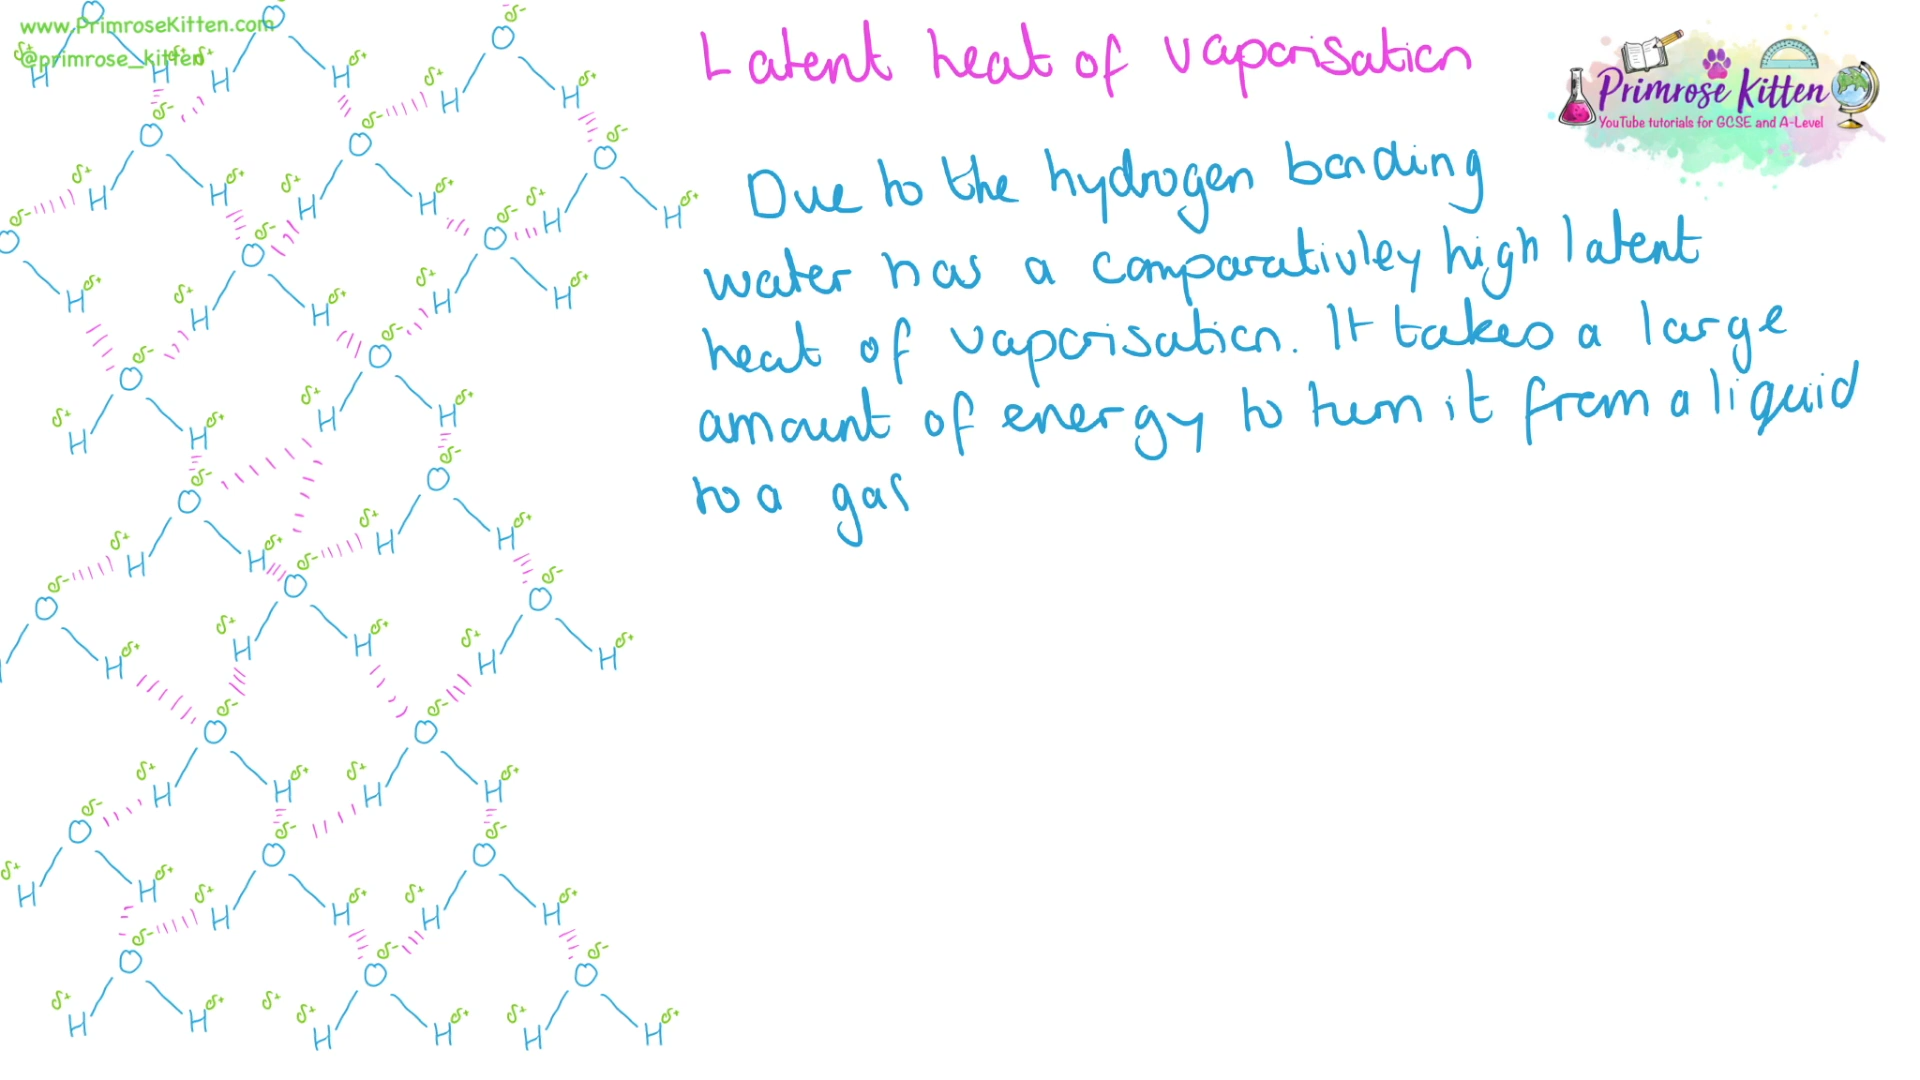 www.PrimroseKitten.com
@primrose_kitten
Latent heat of vaporisation
Primrose Kitten
YouTube tutorials for GCSE and A-Level
Due to the hydrogen bonding
water has a comparativley high latent
heat of vaporisation. It takes a large
amount of energy to turn it from a liquid
to a gas